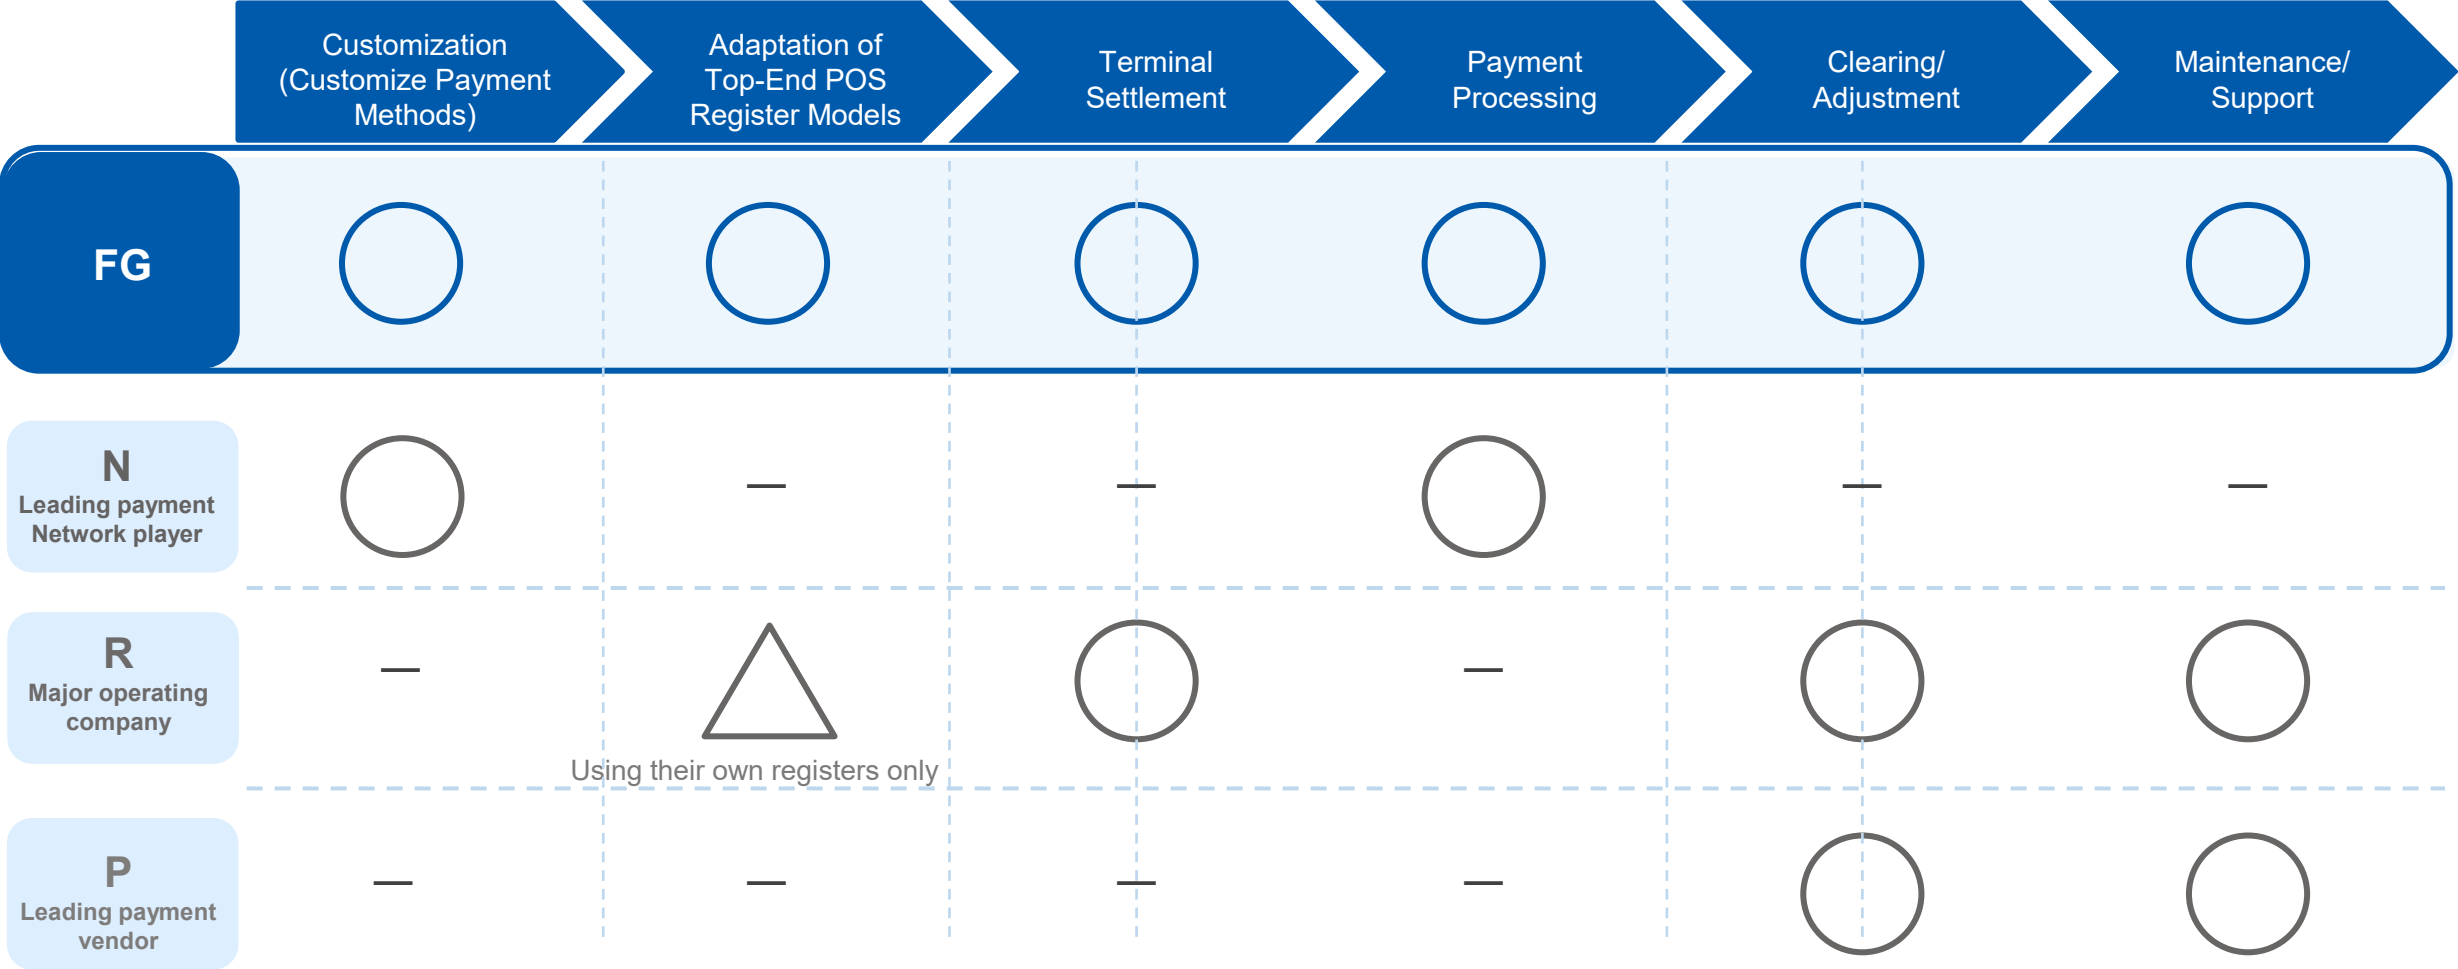 Customization
(Customize Payment
Methods)
Adaptation of
Top-End POS
Register Models
Terminal
Settlement
Payment
Processing
Clearing/
Adjustment
Maintenance/
Support
FG
N
Leading payment
Network player
— — — —
R
Major operating
company
— —
Using their own registers only
P
Leading payment
vendor
— — — —